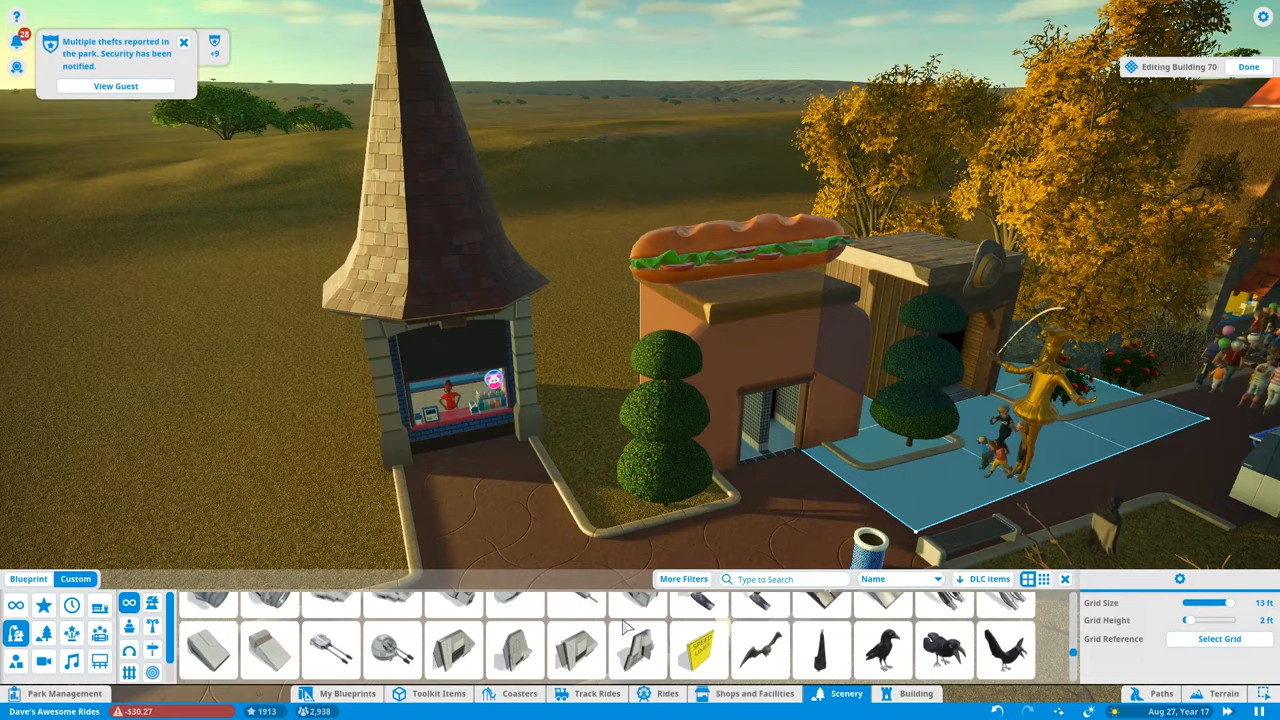 ?
28
Multiple thefts reported in
the park. Security has been
notified.
View Guest
+9
Editing Building 70
Done
Blueprint
Custom
More Filters
Type to Search
Name
DLC items
SPEED
LIMIT
Grid Size
13 ft
Grid Height
2 ft
Grid Reference
Select Grid
Park Management
My Blueprints
Toolkit Items
Coasters
Track Rides
Rides
Shops and Facilities
Scenery
Building
Paths
Terrain
Dave's Awesome Rides
-$30.27
1913
2,938
Aug 27, Year 17